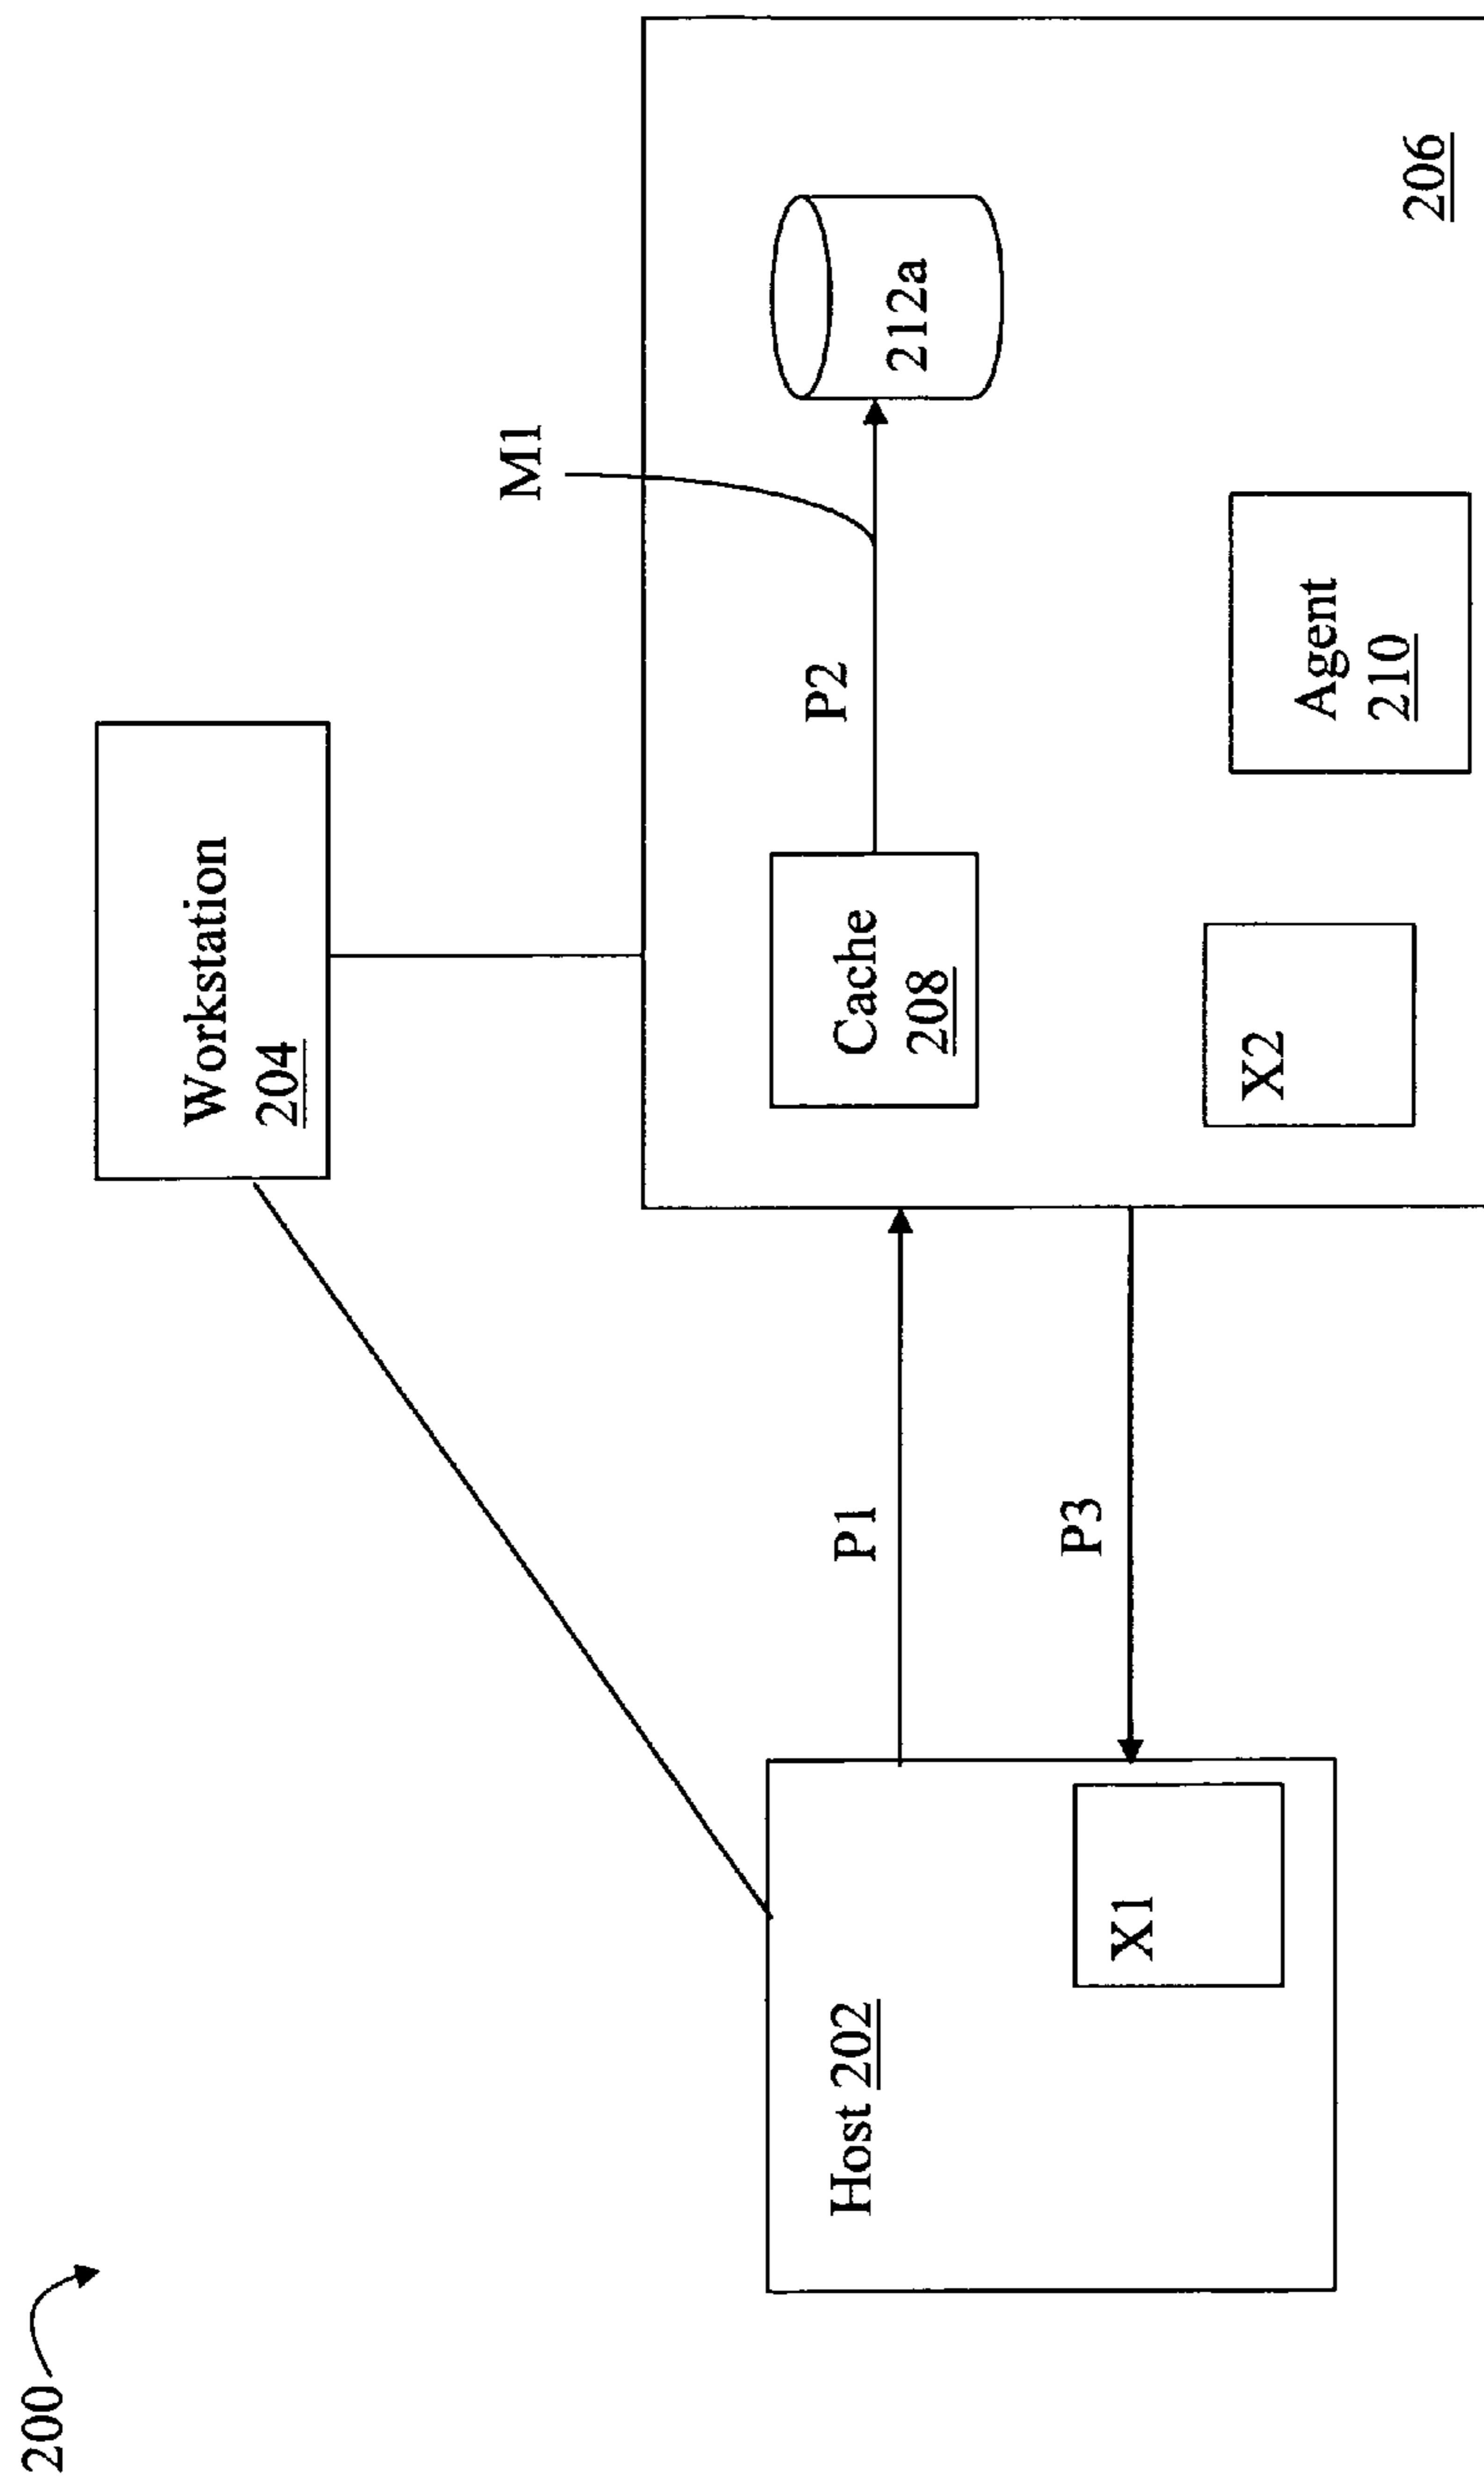 200
Workstation
204
M1
Host 202
X1
P1
P3
Cache
208
P2
212a
X2
Agent
210
206